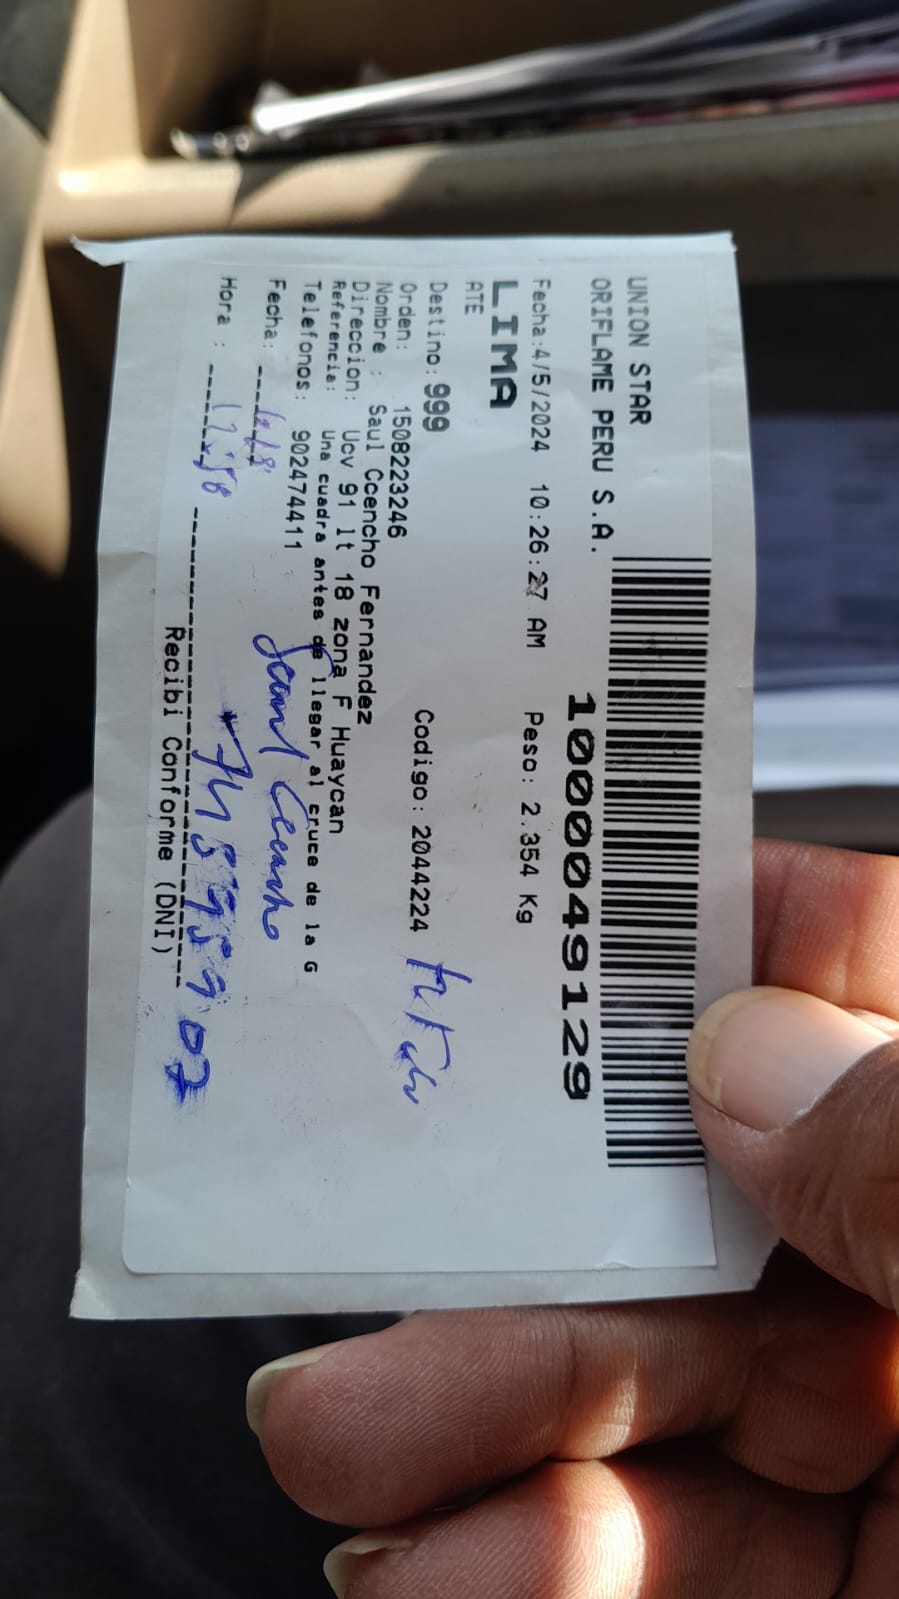 UNION STAR
ORIFLAME PERU S.A.
1000049129
Fecha:4/5/2024 10:26:27 AM Peso: 2.354 Kg
LIMA
ATE
Destino: 999
Orden: 1508223246 Codigo: 2044224
Nombre : Saul Ccencho Fernandez
Direccion: Ucv 91 lt 18 zona F Huaycan
Referencia: Una cuadra antes de llegar al cruce de la G
Telefonos: 902474411
Fecha:
Hora :
Recibi Conforme (DNI)